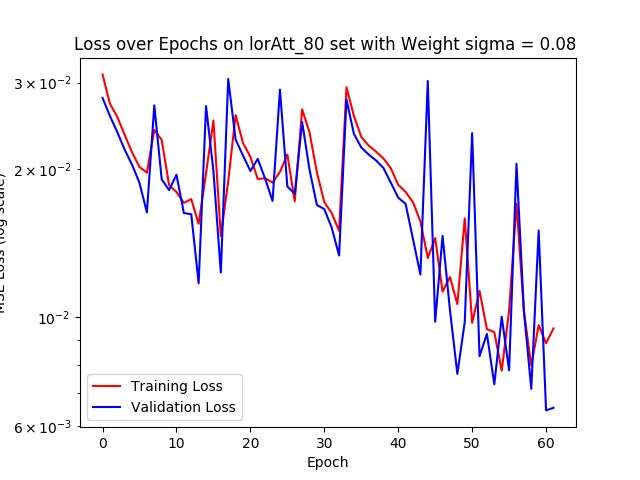 Loss over Epochs on lorAtt_80 set with Weight sigma = 0.08
3 × 10⁻²
2 × 10⁻²
10⁻²
6 × 10⁻³
MSE Loss (log scale)
Training Loss
Validation Loss
0 10 20 30 40 50 60
Epoch